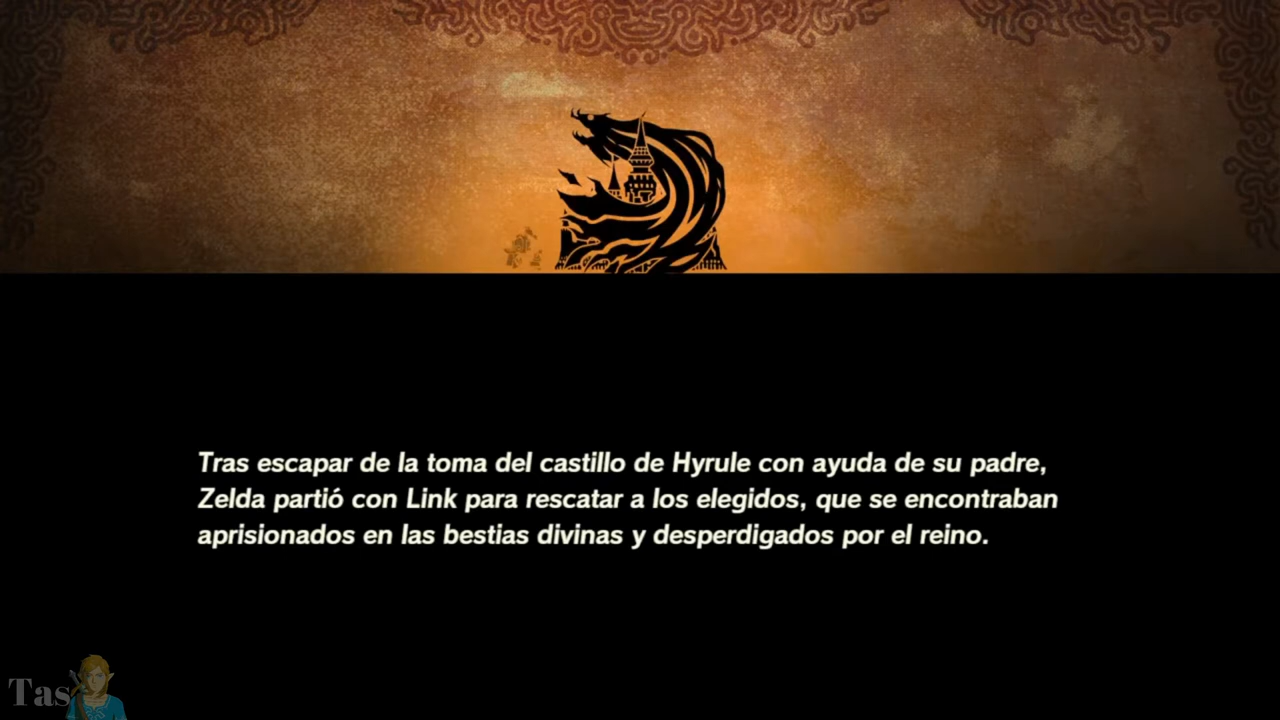 Tras escapar de la toma del castillo de Hyrule con ayuda de su padre,
Zelda partió con Link para rescatar a los elegidos, que se encontraban
aprisionados en las bestias divinas y desperdigados por el reino.
Tas